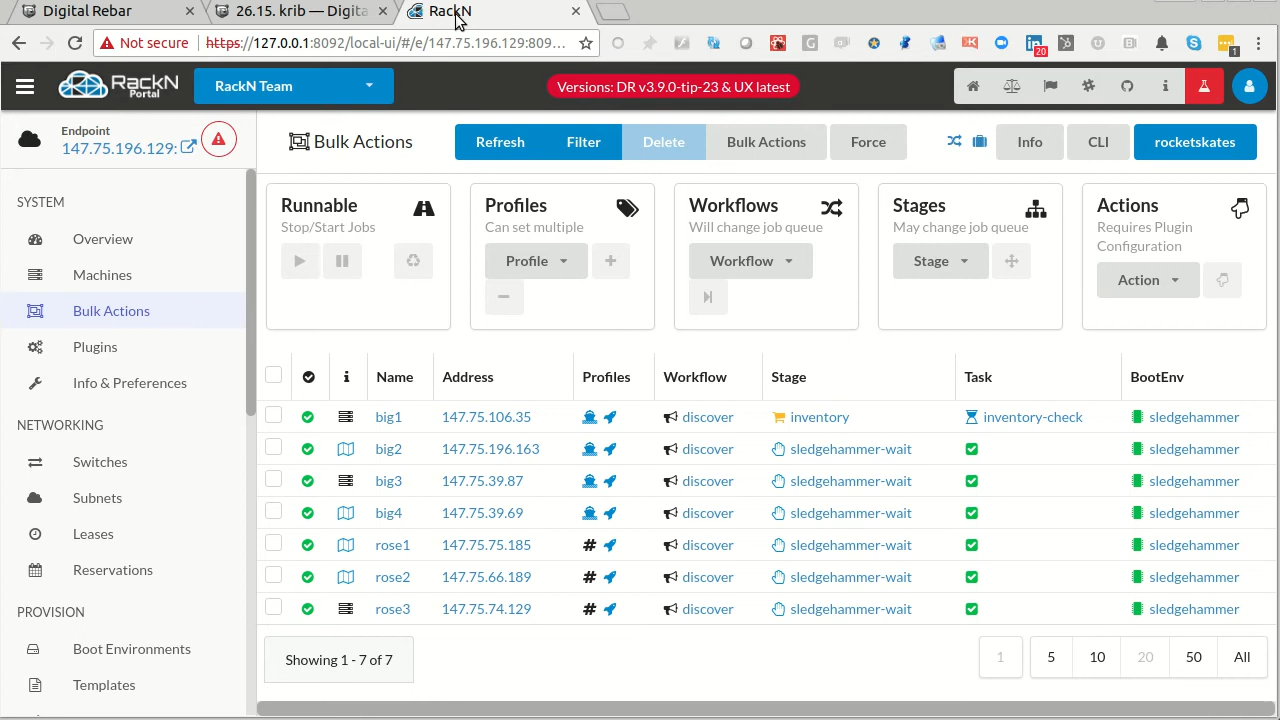 Digital Rebar
26.15. krib — Digita
RackN
Not secure
https://127.0.0.1:8092/local-ui/#/e/147.75.196.129:809...
20
1
RackN
Portal
RackN Team
Versions: DR v3.9.0-tip-23 & UX latest
Endpoint
147.75.196.129:
Bulk Actions
Refresh
Filter
Delete
Bulk Actions
Force
Info
CLI
rocketskates
SYSTEM
Overview
Machines
Bulk Actions
Plugins
Info & Preferences
NETWORKING
Switches
Subnets
Leases
Reservations
PROVISION
Boot Environments
Templates
Runnable
Stop/Start Jobs
Profiles
Can set multiple
Profile
Workflows
Will change job queue
Workflow
Stages
May change job queue
Stage
Actions
Requires Plugin
Configuration
Action
Name Address Profiles Workflow Stage Task BootEnv
big1 147.75.106.35 discover inventory inventory-check sledgehammer
big2 147.75.196.163 discover sledgehammer-wait sledgehammer
big3 147.75.39.87 discover sledgehammer-wait sledgehammer
big4 147.75.39.69 discover sledgehammer-wait sledgehammer
rose1 147.75.75.185 # discover sledgehammer-wait sledgehammer
rose2 147.75.66.189 # discover sledgehammer-wait sledgehammer
rose3 147.75.74.129 # discover sledgehammer-wait sledgehammer
Showing 1 - 7 of 7
1 5 10 20 50 All